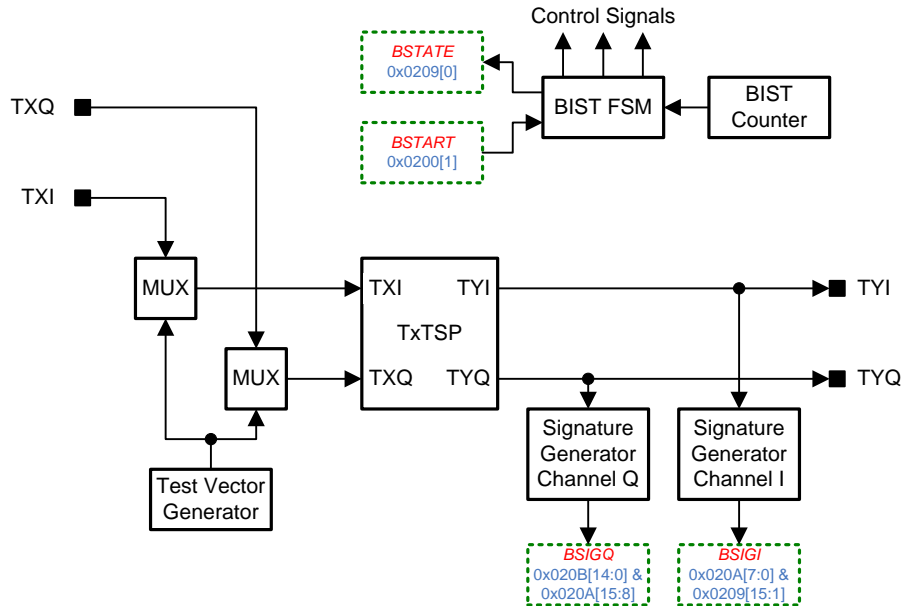 Control Signals
BSTATE
0x0209[0]
BSTART
0x0200[1]
BIST FSM
BIST
Counter
TXQ
TXI
MUX
MUX
TXI
TYI
TxTSP
TXQ
TYQ
TYI
TYQ
Test Vector
Generator
Signature
Generator
Channel Q
Signature
Generator
Channel I
BSIGQ
0x020B[14:0] &
0x020A[15:8]
BSIGI
0x020A[7:0] &
0x0209[15:1]